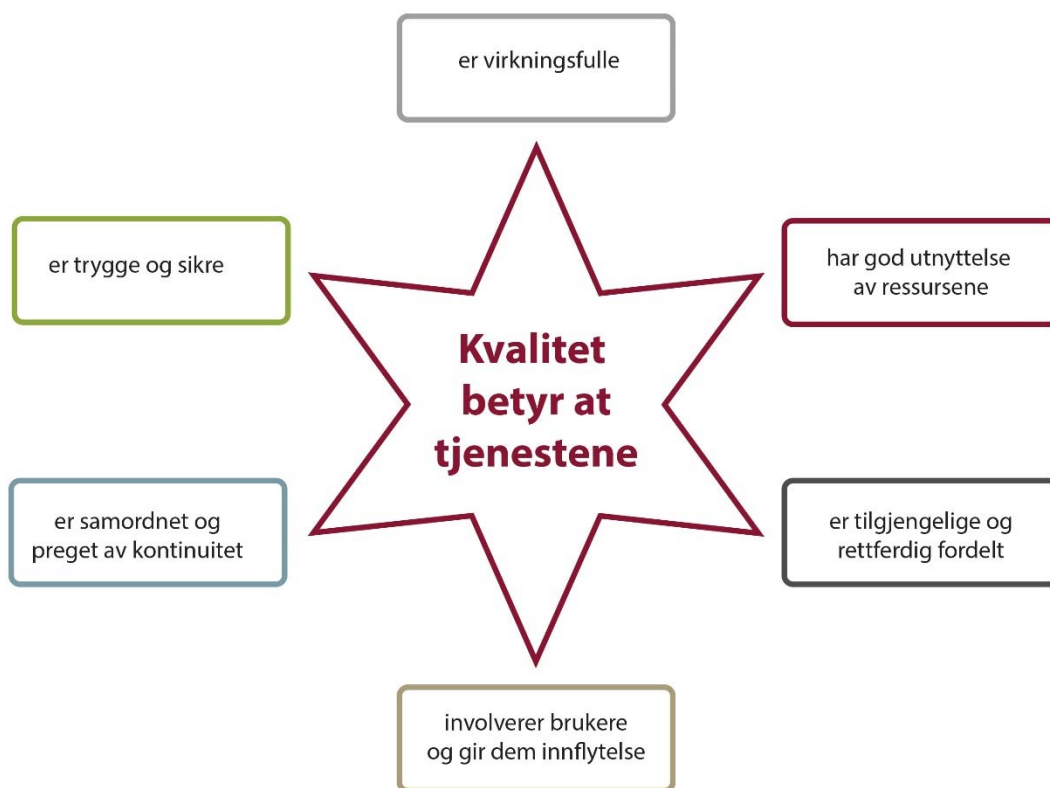 er virkningsfulle
er trygge og sikre
har god utnyttelse
av ressursene
Kvalitet
betyr at
tjenestene
er samordnet og
preget av kontinuitet
er tilgjengelige og
rettferdig fordelt
involverer brukere
og gir dem innflytelse